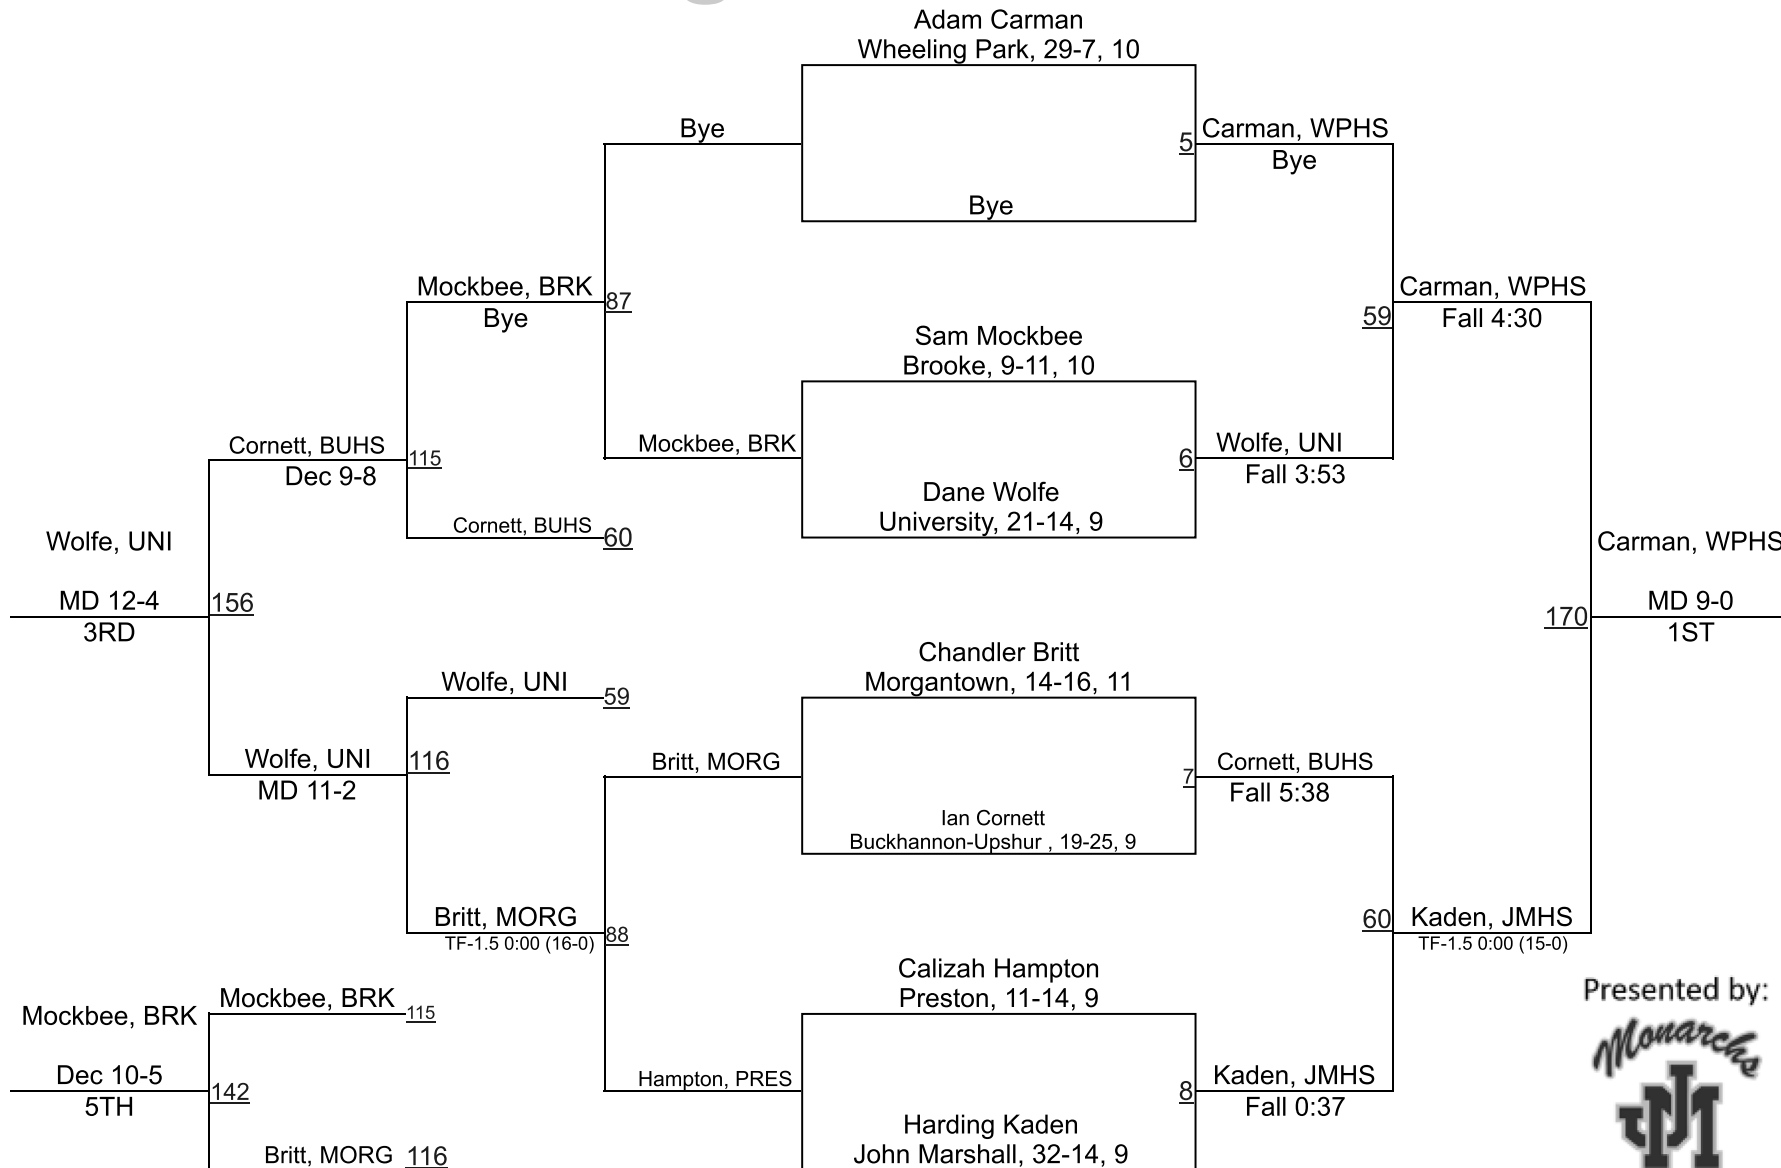 Adam Carman
Wheeling Park, 29-7, 10
Bye
5
Carman, WPHS
Bye
Bye
Mockbee, BRK
Bye
87
Carman, WPHS
Fall 4:30
59
Sam Mockbee
Brooke, 9-11, 10
Cornett, BUHS
Dec 9-8
115
Mockbee, BRK
6
Wolfe, UNI
Fall 3:53
Dane Wolfe
University, 21-14, 9
Cornett, BUHS
60
Wolfe, UNI
MD 12-4
3RD
156
Carman, WPHS
MD 9-0
1ST
170
Chandler Britt
Morgantown, 14-16, 11
Wolfe, UNI
59
Wolfe, UNI
MD 11-2
116
Britt, MORG
7
Cornett, BUHS
Fall 5:38
Ian Cornett
Buckhannon-Upshur , 19-25, 9
Britt, MORG
TF-1.5 0:00 (16-0)
88
60
Kaden, JMHS
TF-1.5 0:00 (15-0)
Calizah Hampton
Preston, 11-14, 9
Mockbee, BRK
Mockbee, BRK
115
Dec 10-5
5TH
142
Hampton, PRES
8
Kaden, JMHS
Fall 0:37
Harding Kaden
John Marshall, 32-14, 9
Britt, MORG
116
Presented by:
Monarchs
JM